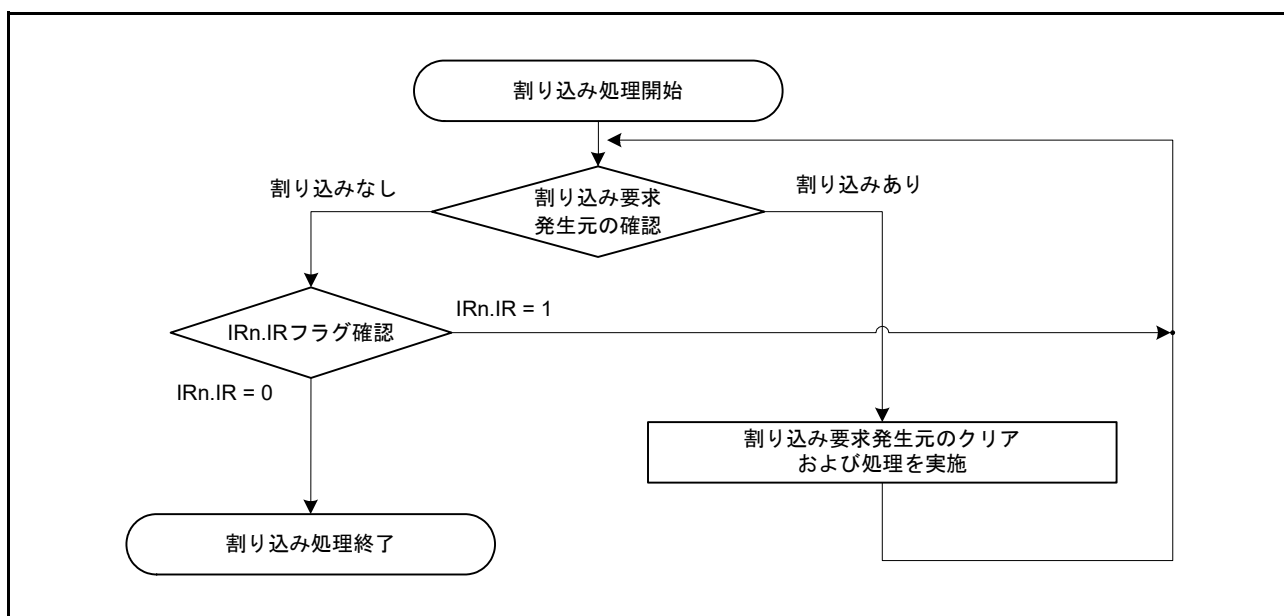 割り込み処理開始
割り込みなし
割り込みあり
割り込み要求
発生元の確認
IRn.IR = 1
IRn.IRフラグ確認
IRn.IR = 0
割り込み要求発生元のクリア
および処理を実施
割り込み処理終了